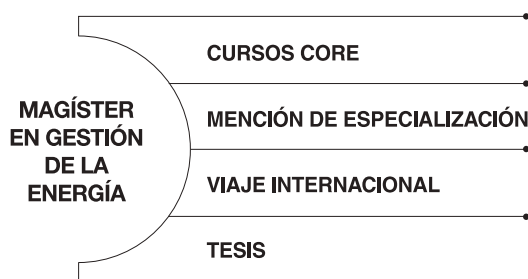 MAGÍSTER
EN GESTIÓN
DE LA
ENERGÍA
CURSOS CORE
MENCIÓN DE ESPECIALIZACIÓN
VIAJE INTERNACIONAL
TESIS